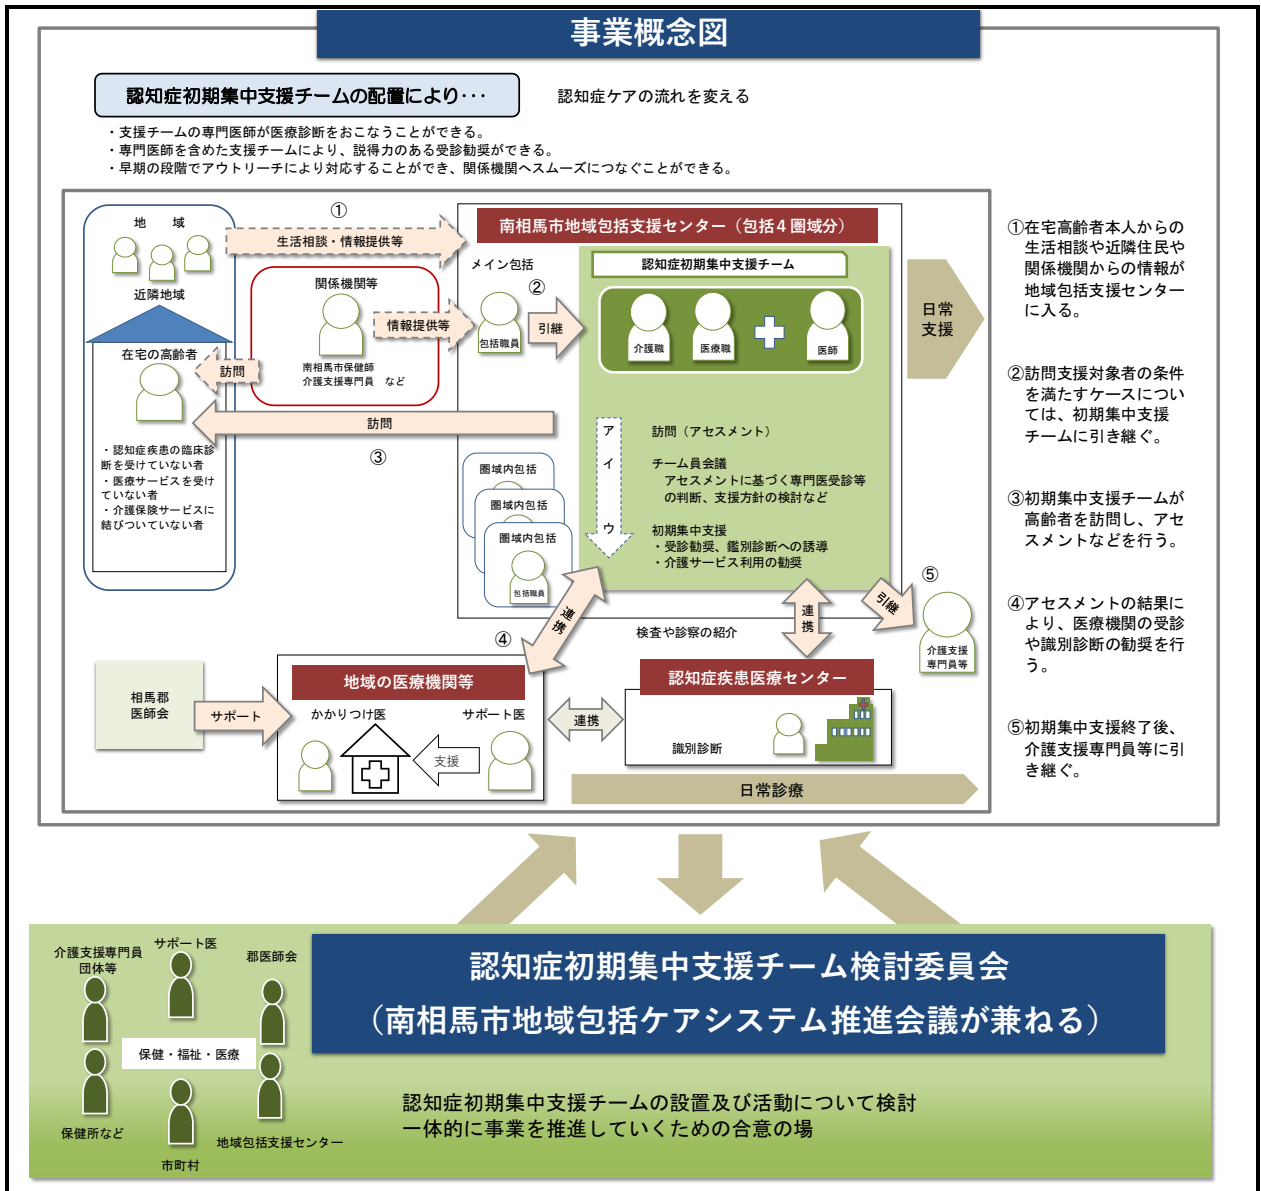 事業概念図
認知症初期集中支援チームの配置により･･･
認知症ケアの流れを変える
・支援チームの専門医師が医療診断をおこなうことができる。
・専門医師を含めた支援チームにより、説得力のある受診勧奨ができる。
・早期の段階でアウトリーチにより対応することができ、関係機関へスムーズにつなぐことができる。
地　域
近隣地域
在宅の高齢者
・認知症疾患の臨床診
断を受けていない者
・医療サービスを受け
ていない者
・介護保険サービスに
結びついていない者
①
生活相談・情報提供等
関係機関等
南相馬市保健師
介護支援専門員　など
情報提供等
訪問
訪問
③
南相馬市地域包括支援センター（包括４圏域分）
メイン包括
包括職員
②
引継
認知症初期集中支援チーム
介護職
医療職
医師
ア
訪問（アセスメント）
イ
チーム員会議
アセスメントに基づく専門医受診等
の判断、支援方針の検討など
ウ
初期集中支援
・受診勧奨、鑑別診断への誘導
・介護サービス利用の勧奨
圏域内包括
圏域内包括
圏域内包括
包括職員
日常
支援
④
連携
検査や診察の紹介
連
携
引継
⑤
介護支援
専門員等
相馬郡
医師会
サポート
地域の医療機関等
かかりつけ医
サポート医
支援
連携
認知症疾患医療センター
識別診断
日常診療
①在宅高齢者本人からの
生活相談や近隣住民や
関係機関からの情報が
地域包括支援センター
に入る。
②訪問支援対象者の条件
を満たすケースについ
ては、初期集中支援
チームに引き継ぐ。
③初期集中支援チームが
高齢者を訪問し、アセ
スメントなどを行う。
④アセスメントの結果に
より、医療機関の受診
や識別診断の勧奨を行
う。
⑤初期集中支援終了後、
介護支援専門員等に引
き継ぐ。
介護支援専門員
団体等
サポート医
郡医師会
保健・福祉・医療
保健所など
市町村
地域包括支援センター
認知症初期集中支援チーム検討委員会
（南相馬市地域包括ケアシステム推進会議が兼ねる）
認知症初期集中支援チームの設置及び活動について検討
一体的に事業を推進していくための合意の場